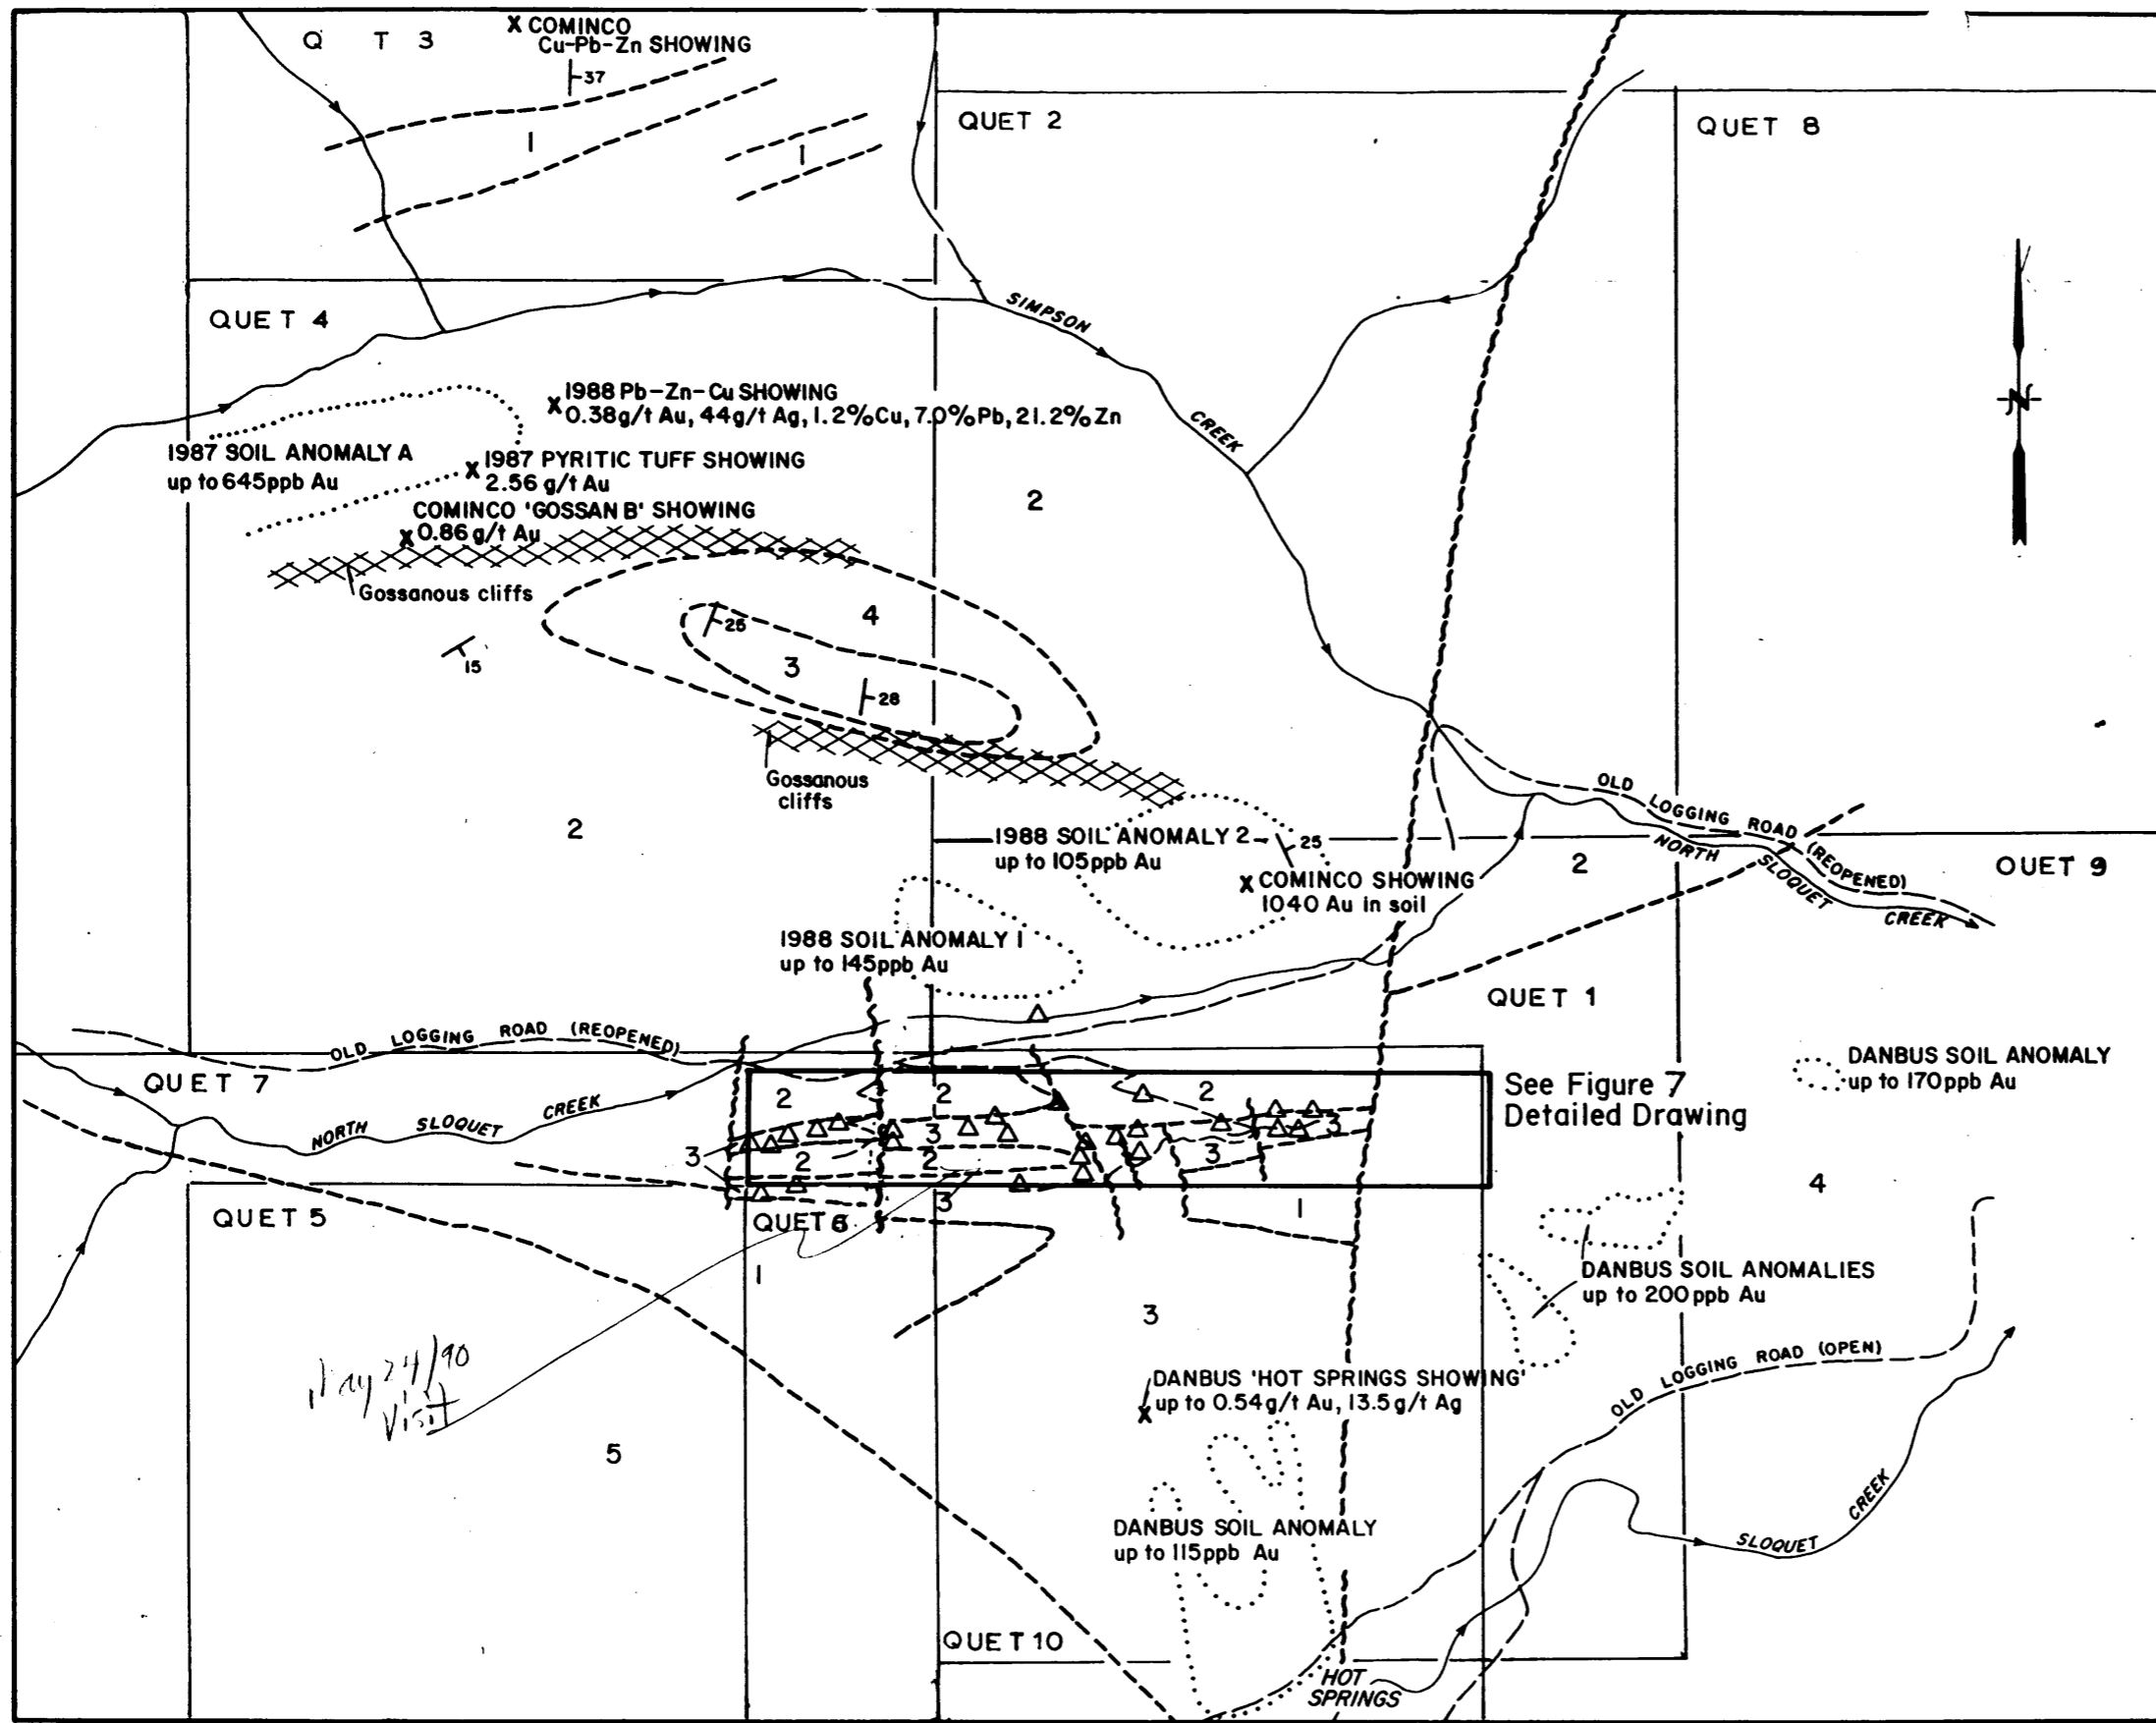 Q T 3
X COMINCO
Cu-Pb-Zn SHOWING
37
1
1
QUET 2
QUET 8
QUET 4
SIMPSON
CREEK
N
X 1988 Pb-Zn-Cu SHOWING
0.38g/t Au, 44g/t Ag, 1.2%Cu, 7.0%Pb, 21.2%Zn
1987 SOIL ANOMALY A
up to 645ppb Au
X 1987 PYRITIC TUFF SHOWING
2.56 g/t Au
COMINCO 'GOSSAN B' SHOWING
X 0.86 g/t Au
2
Gossanous cliffs
4
25
15
3
28
Gossanous
cliffs
2
OLD LOGGING ROAD (REOPENED)
NORTH SLOQUET CREEK
1988 SOIL ANOMALY 2
up to 105ppb Au
25
2
QUET 9
X COMINCO SHOWING
1040 Au in soil
1988 SOIL ANOMALY 1
up to 145ppb Au
QUET 1
OLD LOGGING ROAD (REOPENED)
QUET 7
NORTH SLOQUET CREEK
DANBUS SOIL ANOMALY
up to 170ppb Au
See Figure 7
Detailed Drawing
2
2
2
3
3
3
2
2
3
3
4
QUET 5
QUET 6
1
1
DANBUS SOIL ANOMALIES
up to 200ppb Au
3
May 24/90
Visit
DANBUS 'HOT SPRINGS SHOWING'
X up to 0.54g/t Au, 13.5g/t Ag
OLD LOGGING ROAD (OPEN)
5
DANBUS SOIL ANOMALY
up to 115ppb Au
SLOQUET CREEK
QUET 10
HOT
SPRINGS